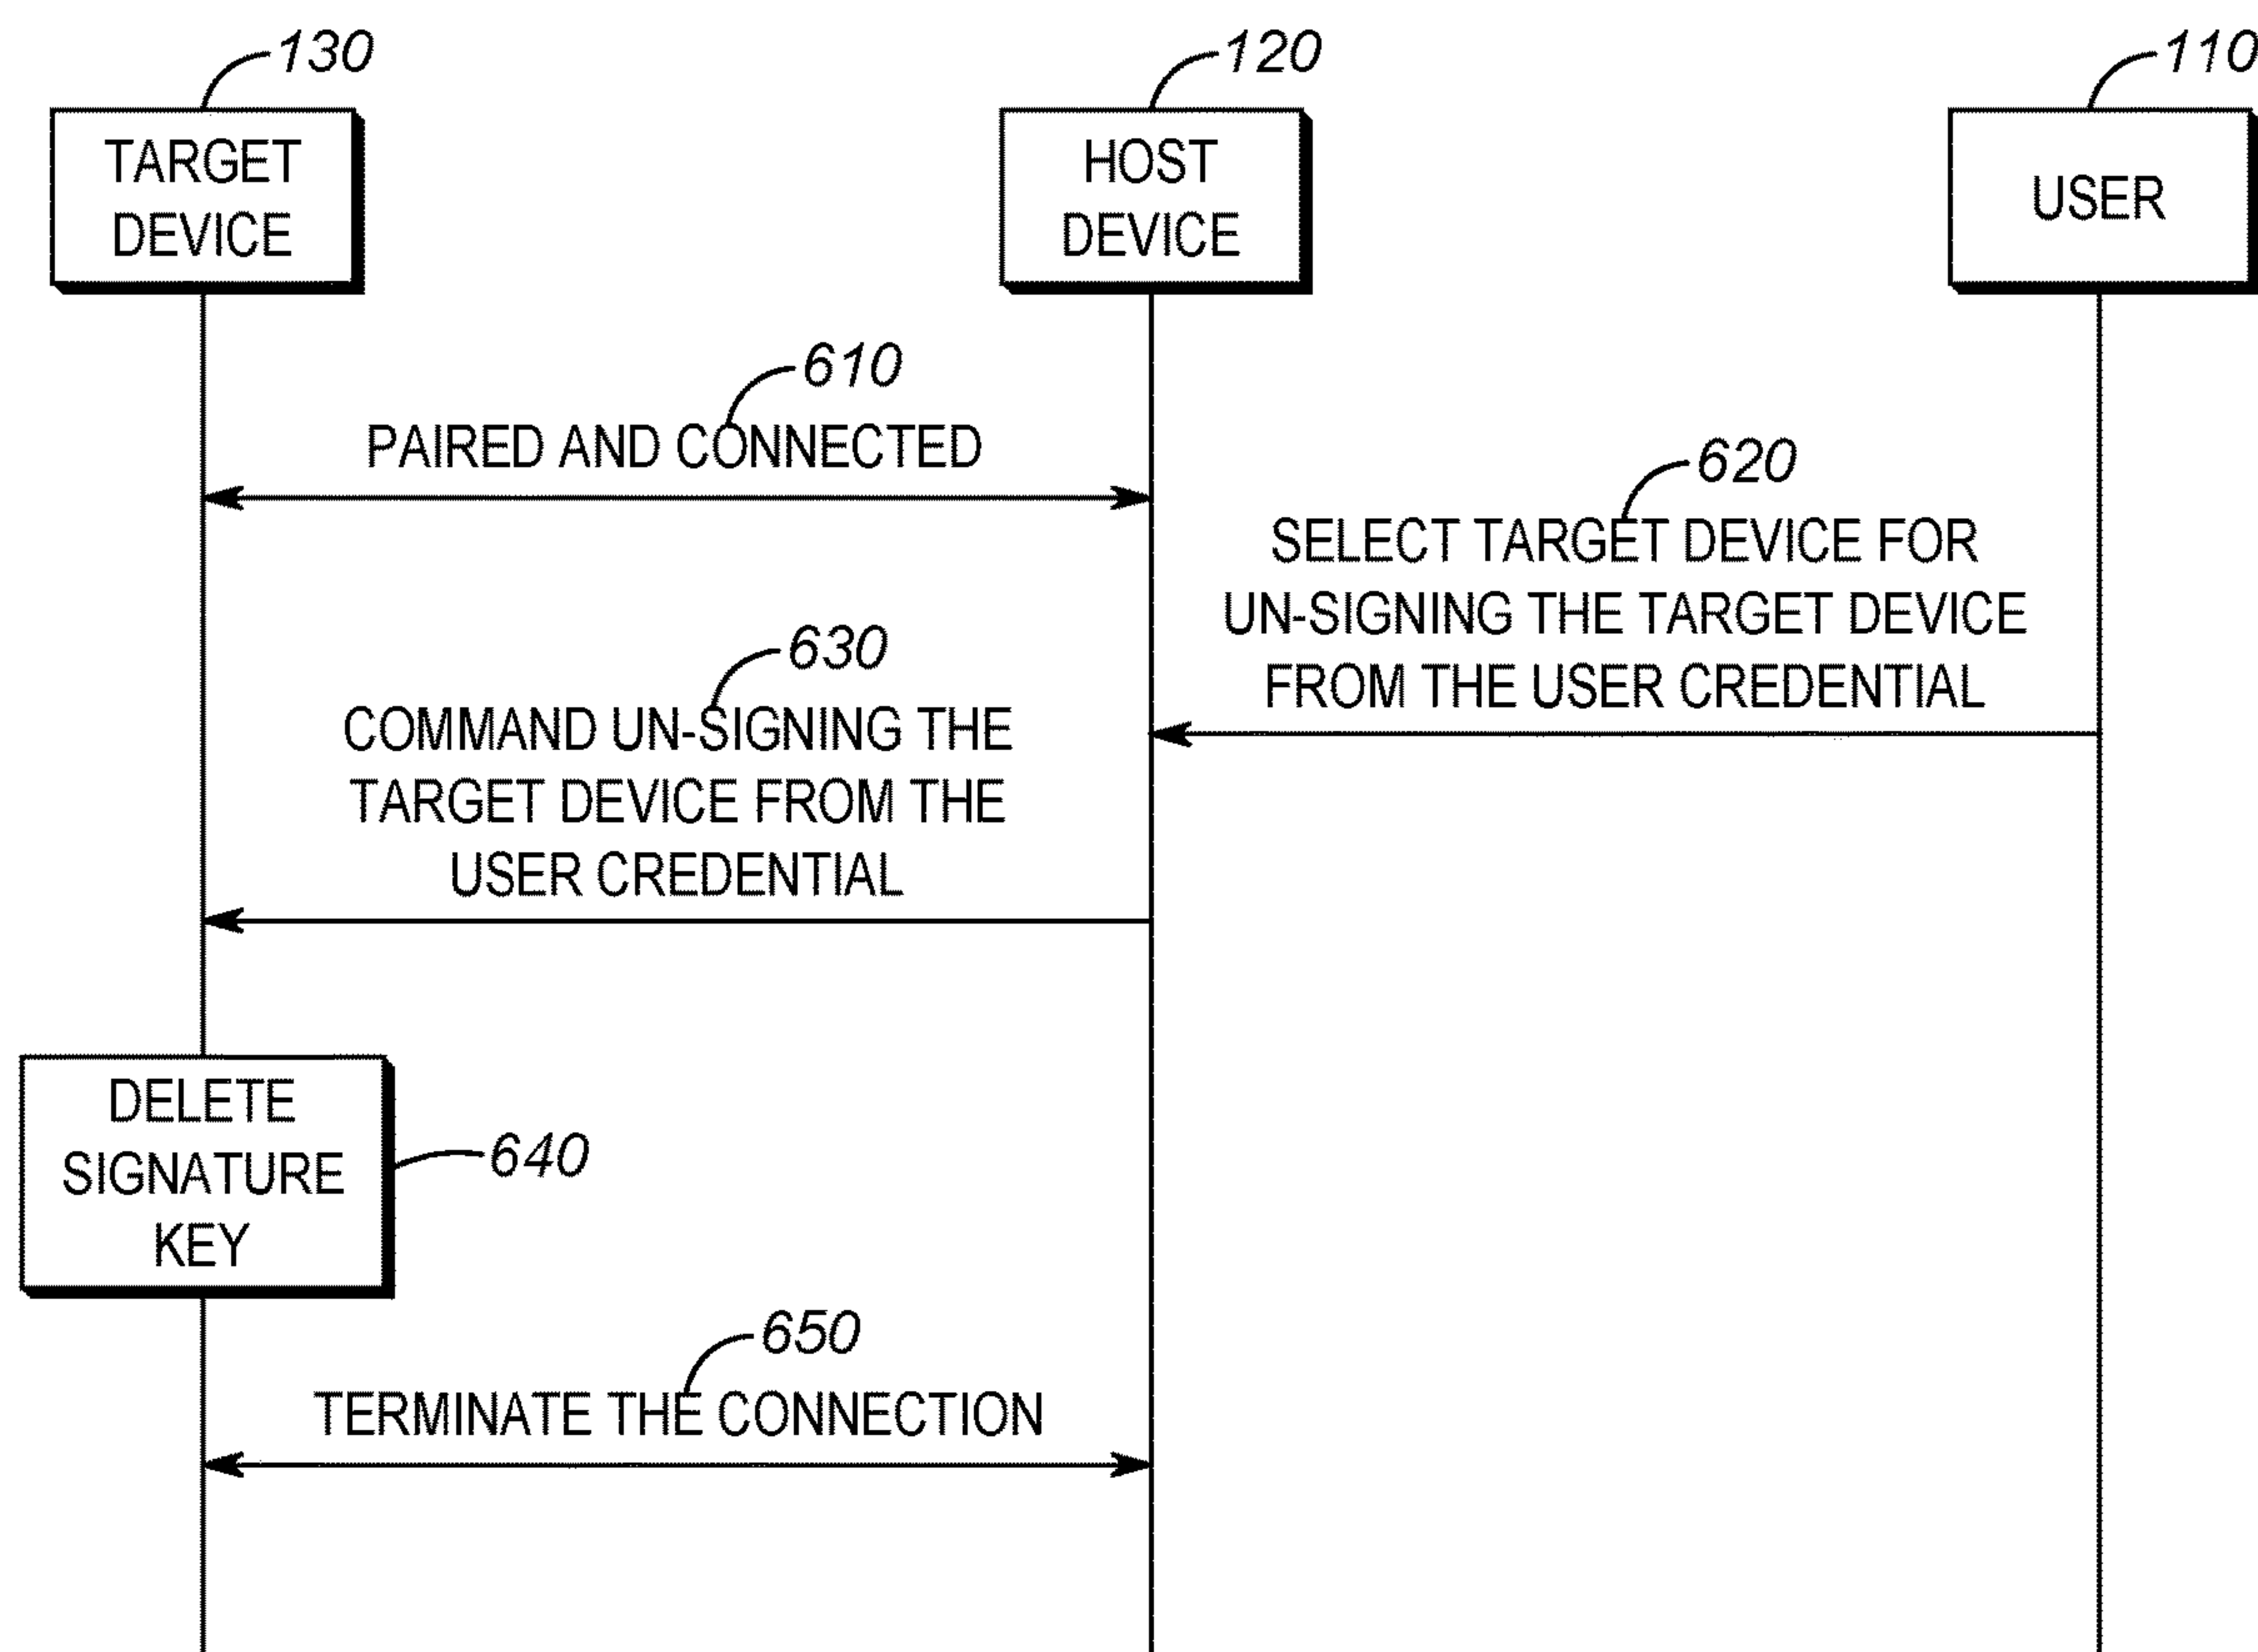 130
120
110
TARGET
DEVICE
HOST
DEVICE
USER
610
PAIRED AND CONNECTED
620
SELECT TARGET DEVICE FOR
UN-SIGNING THE TARGET DEVICE
FROM THE USER CREDENTIAL
630
COMMAND UN-SIGNING THE
TARGET DEVICE FROM THE
USER CREDENTIAL
DELETE
SIGNATURE
KEY
640
650
TERMINATE THE CONNECTION